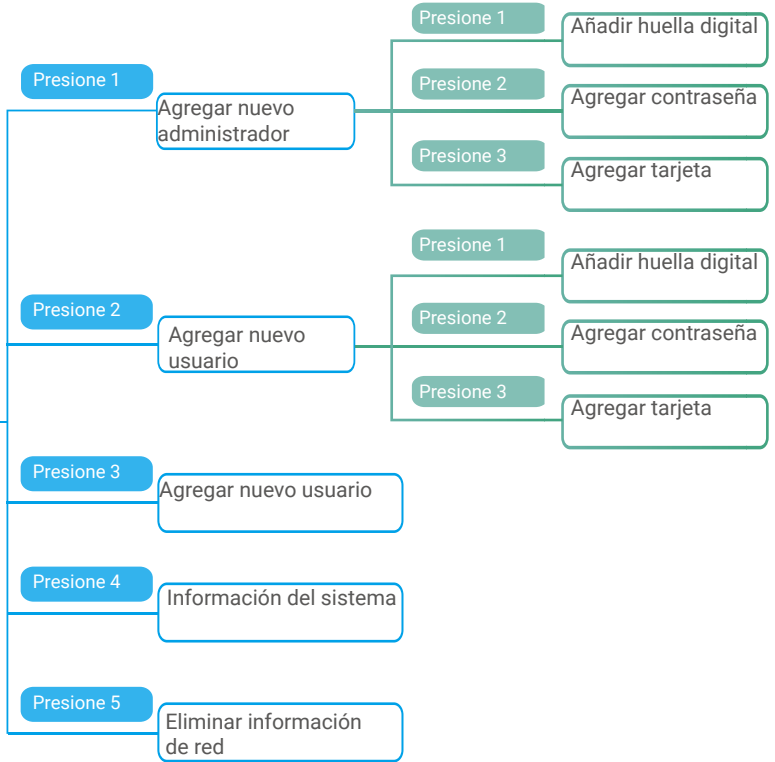 Presione 1
Agregar nuevo
administrador
Presione 1
Añadir huella digital
Presione 2
Agregar contraseña
Presione 3
Agregar tarjeta
Presione 2
Agregar nuevo
usuario
Presione 1
Añadir huella digital
Presione 2
Agregar contraseña
Presione 3
Agregar tarjeta
Presione 3
Agregar nuevo usuario
Presione 4
Información del sistema
Presione 5
Eliminar información
de red